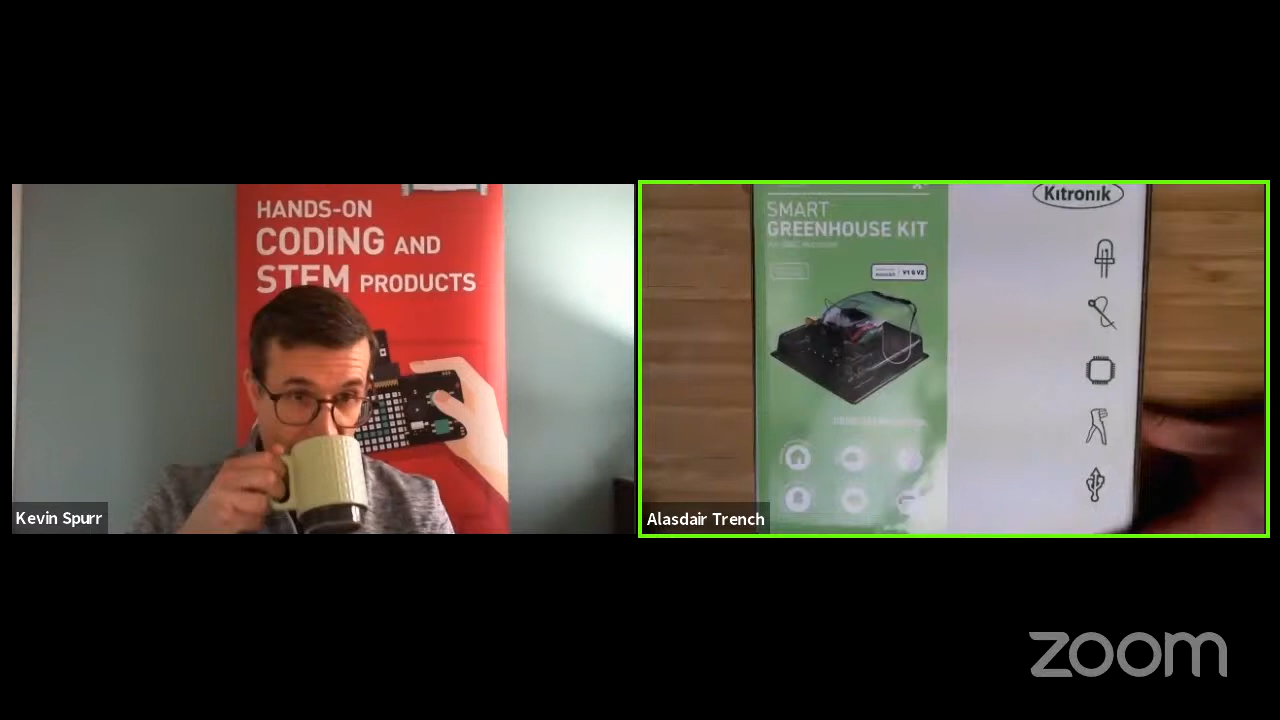 HANDS-ON
CODING AND
STEM PRODUCTS
Kevin Spurr
Kitronik
SMART
GREENHOUSE KIT
V1 & V2
Alasdair Trench
zoom